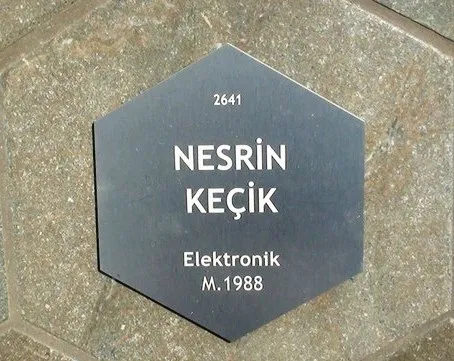 2641
NESRİN
KEÇİK
Elektronik
M.1988